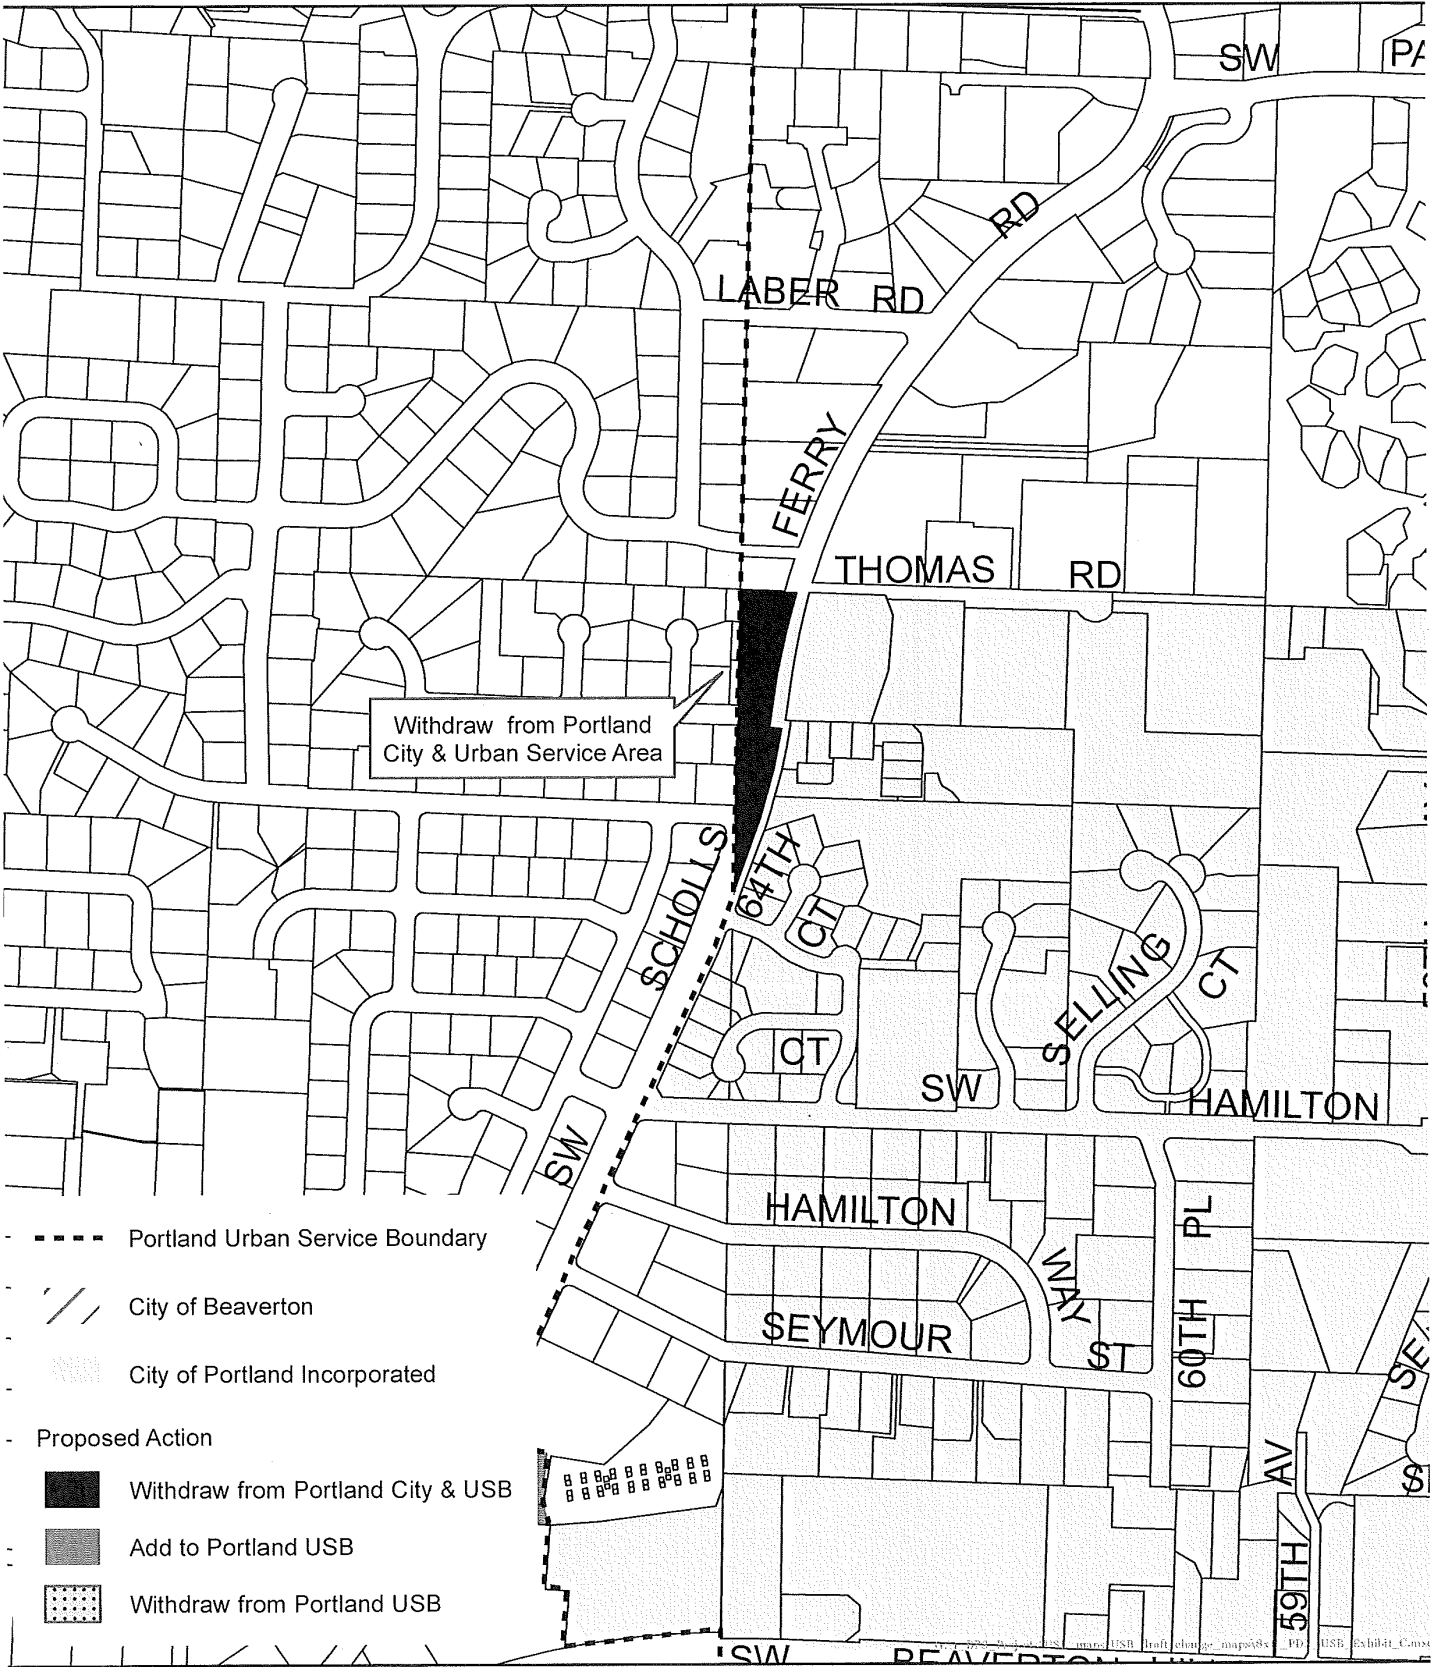 SW
PA
RD
LABER RD
FERRY
THOMAS RD
Withdraw from Portland
City & Urban Service Area
SCHOLLS
64TH
CT
SELLING
CT
CT
SW
HAMILTON
SW
HAMILTON
PL
WAY
SEYMOUR
ST
60TH
SE
AV
59TH
SW
Portland Urban Service Boundary
City of Beaverton
City of Portland Incorporated
Proposed Action
Withdraw from Portland City & USB
Add to Portland USB
Withdraw from Portland USB